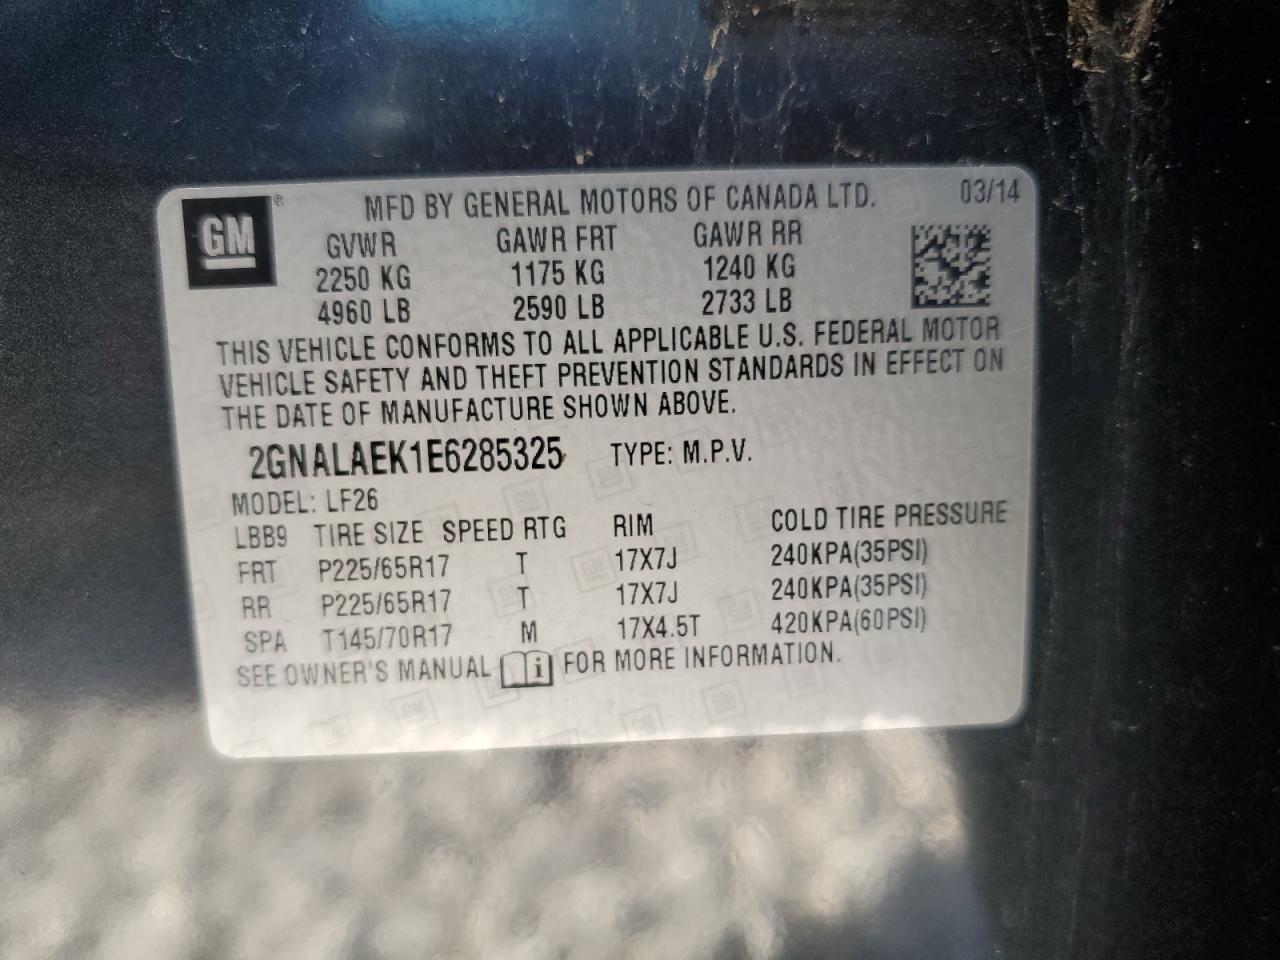 GM ®
MFD BY GENERAL MOTORS OF CANADA LTD. 03/14
GVWR GAWR FRT GAWR RR
2250 KG 1175 KG 1240 KG
4960 LB 2590 LB 2733 LB
THIS VEHICLE CONFORMS TO ALL APPLICABLE U.S. FEDERAL MOTOR
VEHICLE SAFETY AND THEFT PREVENTION STANDARDS IN EFFECT ON
THE DATE OF MANUFACTURE SHOWN ABOVE.
2GNALAEK1E6285325 TYPE: M.P.V.
MODEL: LF26
LBB9 TIRE SIZE SPEED RTG RIM COLD TIRE PRESSURE
FRT P225/65R17 T 17X7J 240KPA(35PSI)
RR P225/65R17 T 17X7J 240KPA(35PSI)
SPA T145/70R17 M 17X4.5T 420KPA(60PSI)
SEE OWNER'S MANUAL i FOR MORE INFORMATION.